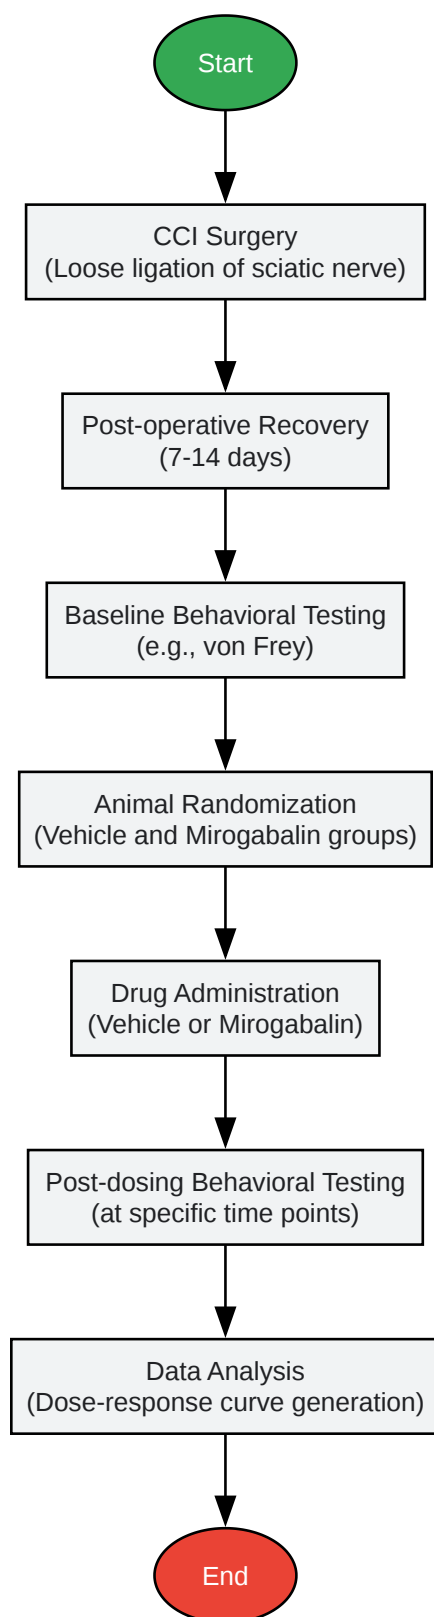 Start
CCI Surgery
(Loose ligation of sciatic nerve)
Post-operative Recovery
(7-14 days)
Baseline Behavioral Testing
(e.g., von Frey)
Animal Randomization
(Vehicle and Mirogabalin groups)
Drug Administration
(Vehicle or Mirogabalin)
Post-dosing Behavioral Testing
(at specific time points)
Data Analysis
(Dose-response curve generation)
End